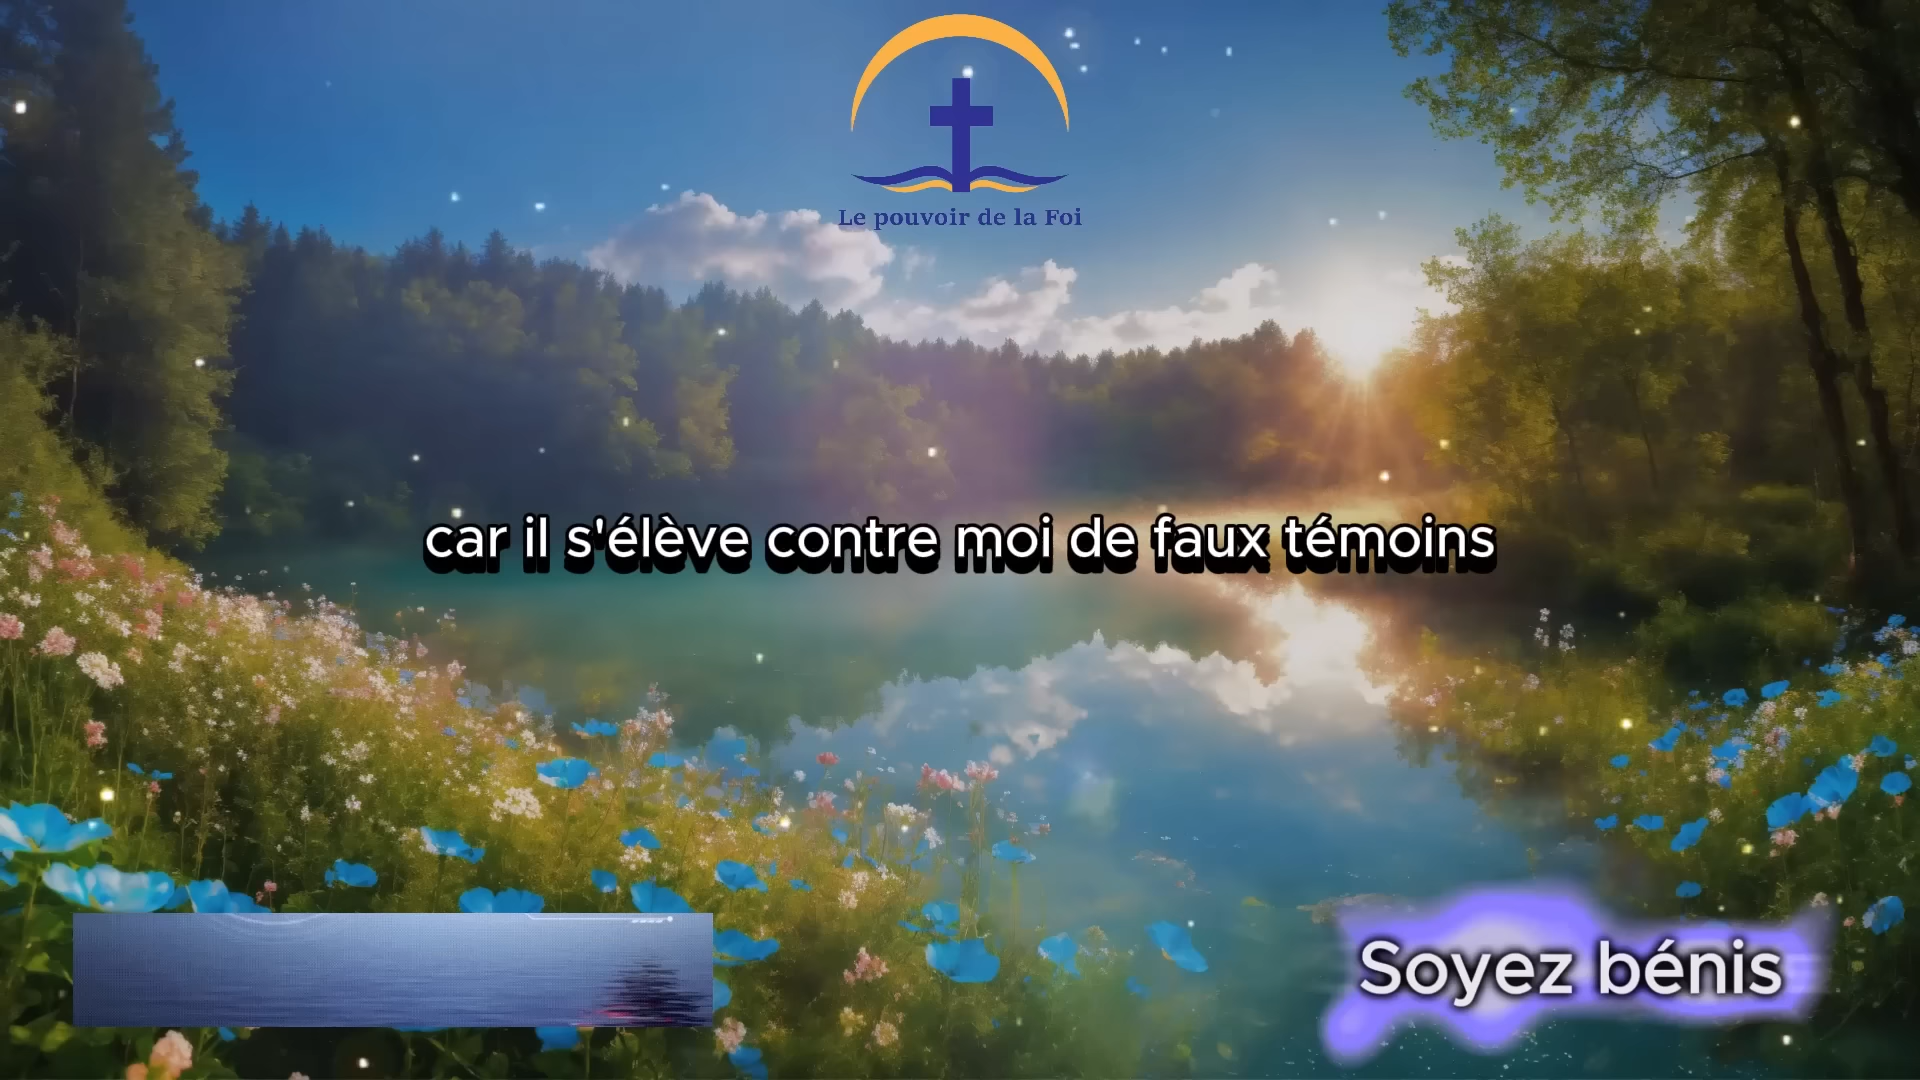 Le pouvoir de la Foi
car il s'élève contre moi de faux témoins
Soyez bénis